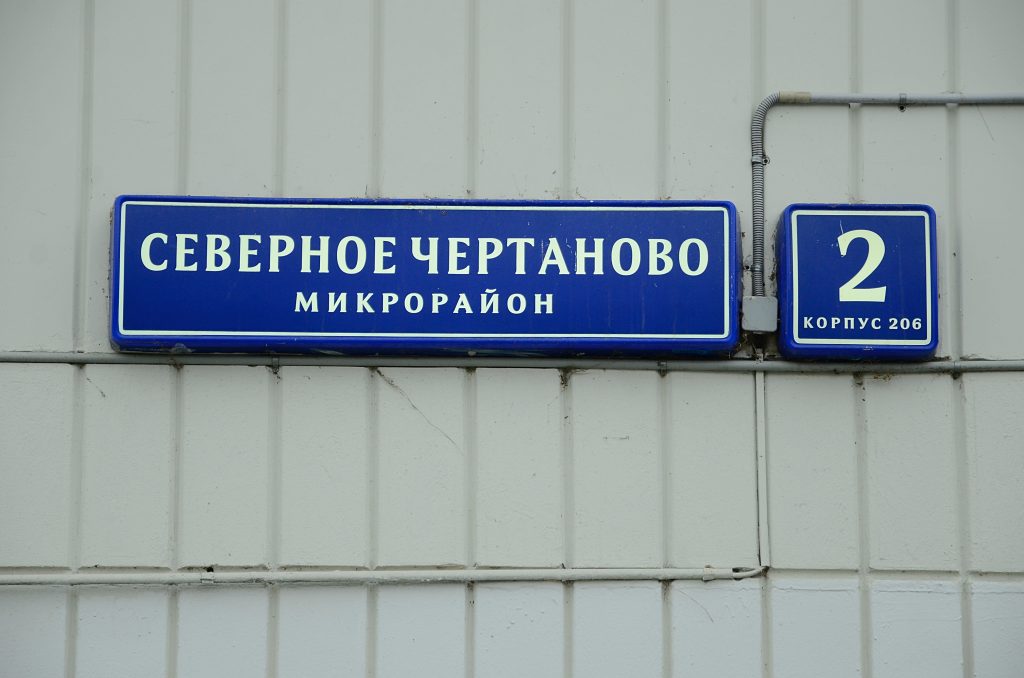 СЕВЕРНОЕ ЧЕРТАНОВО
МИКРОРАЙОН
2
КОРПУС 206